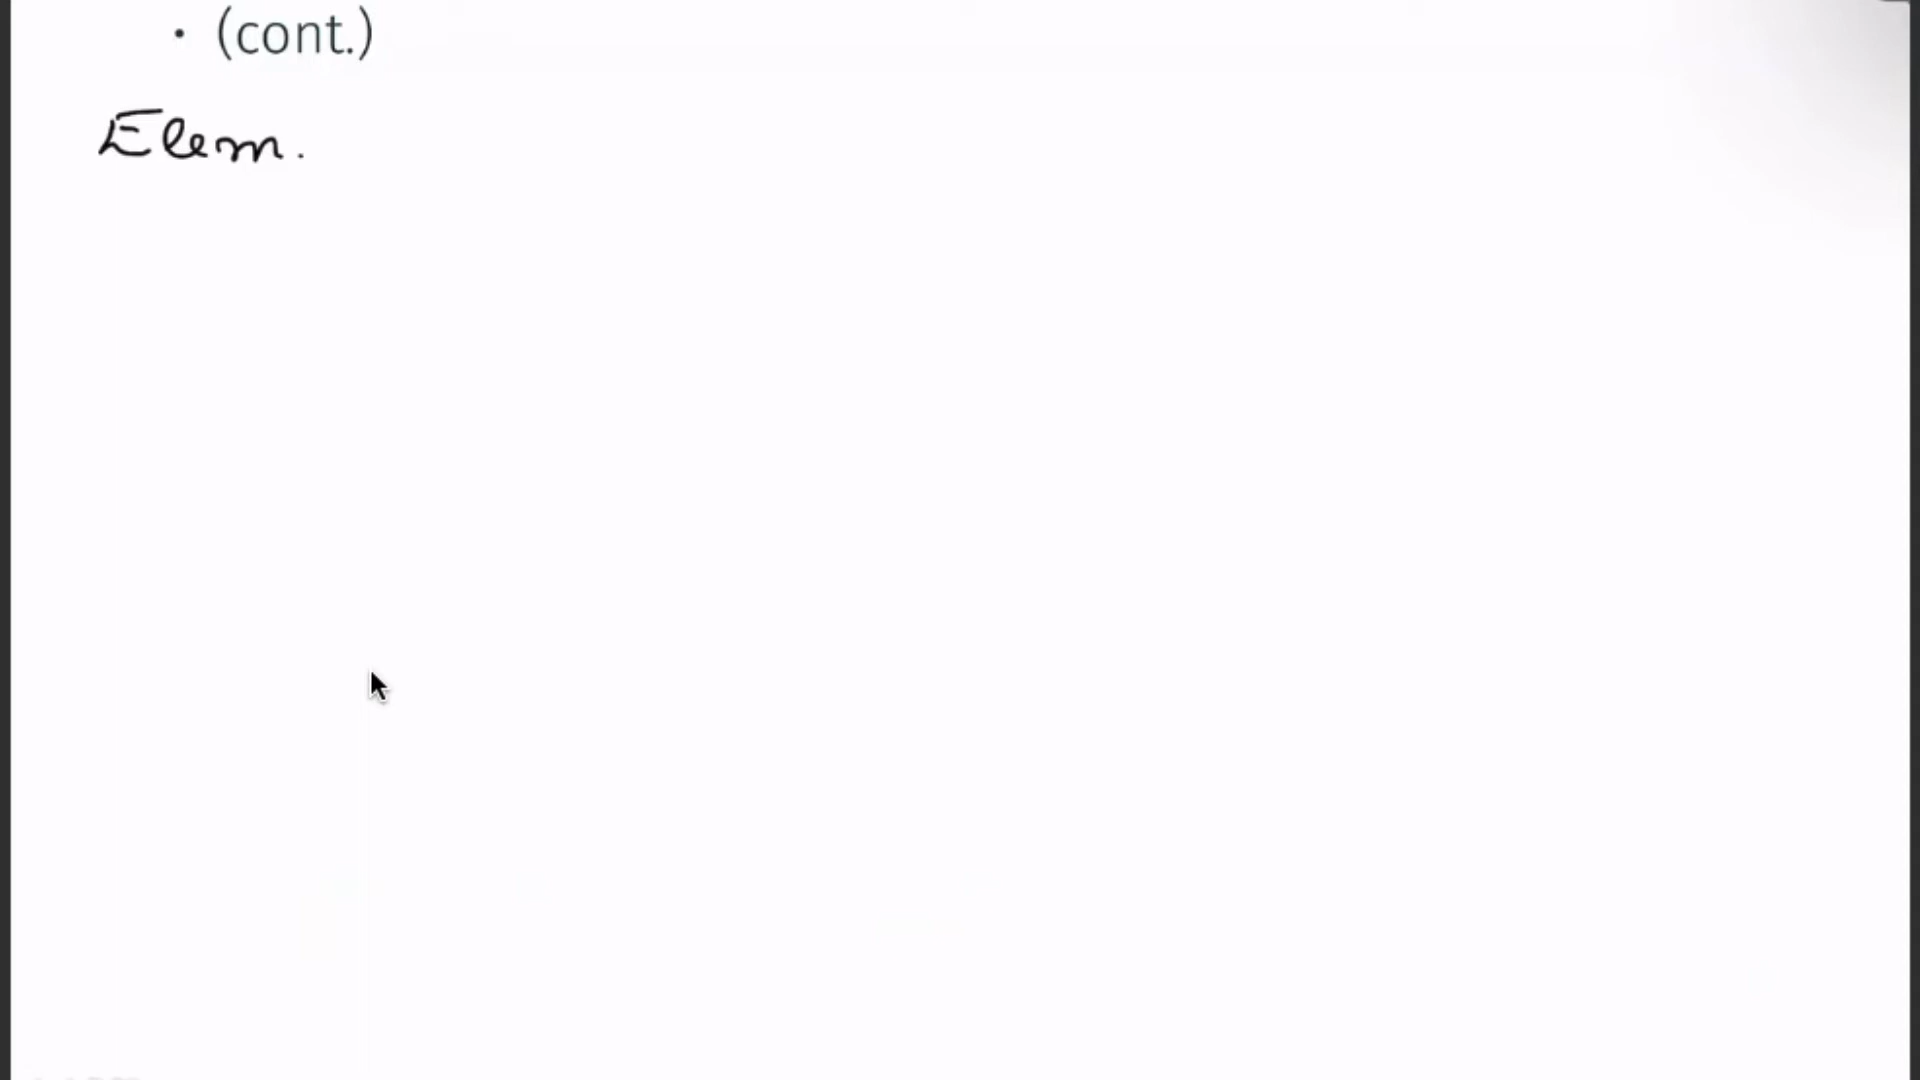 • (cont.)
Elem.